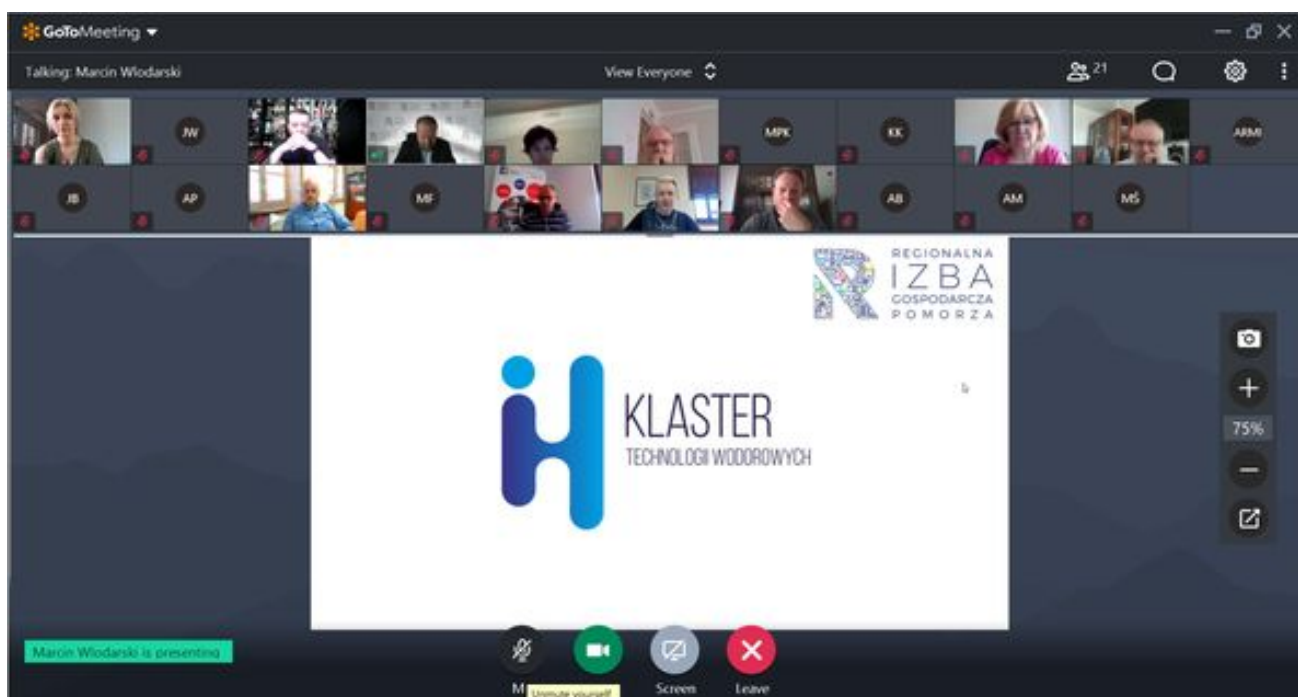 GoToMeeting
Talking: Marcin Wlodarski
View Everyone
21
JW
MPK
KK
ARMI
JB
AP
MF
AB
AM
MŚ
REGIONALNA
IZBA
GOSPODARCZA
POMORZA
KLASTER
TECHNOLOGII WODOROWYCH
75%
Marcin Wlodarski is presenting
Unmute yourself
Screen
Leave